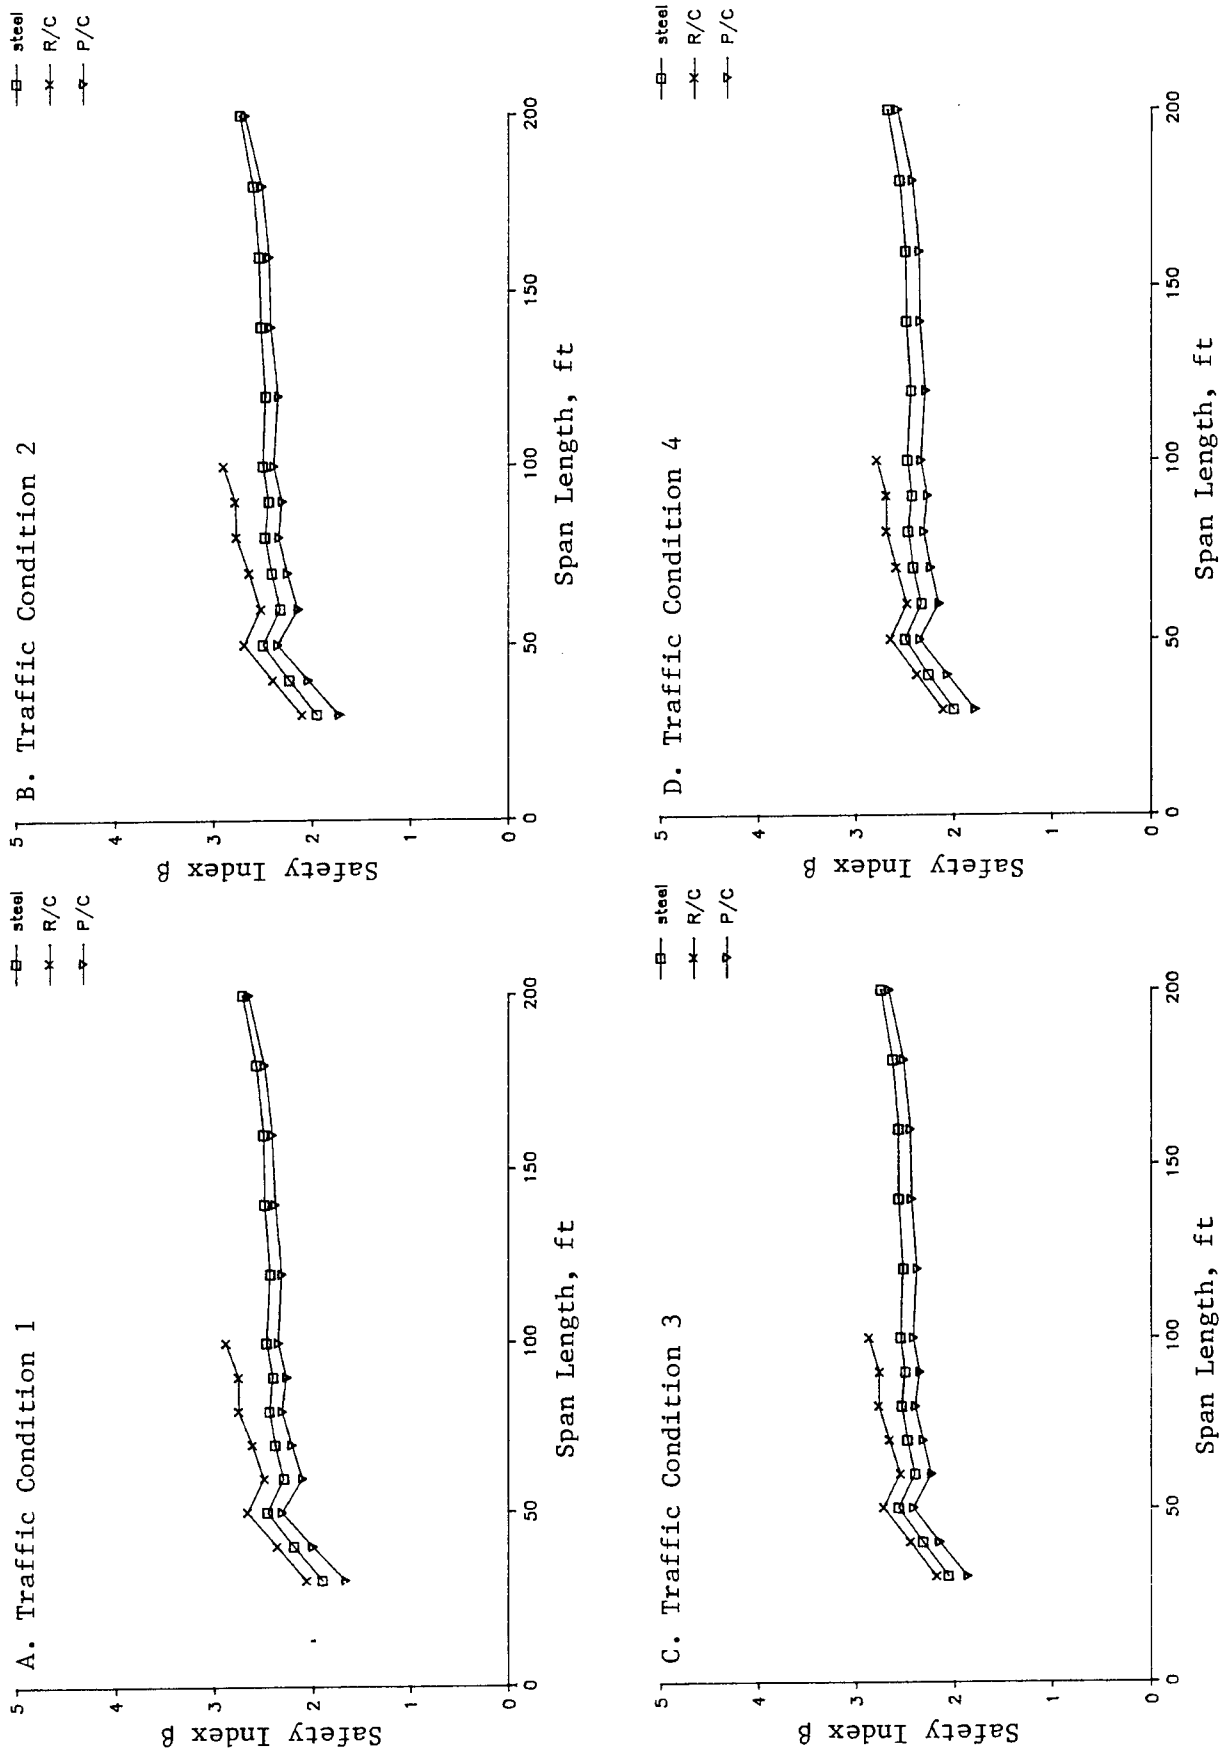 A. Traffic Condition 1
steel
R/C
P/C
5
4
3
2
1
0
Safety Index β
50
100
150
200
Span Length, ft
B. Traffic Condition 2
steel
R/C
P/C
5
4
3
2
1
0
Safety Index β
0
50
100
150
200
Span Length, ft
C. Traffic Condition 3
steel
R/C
P/C
5
4
3
2
1
0
Safety Index β
0
50
100
150
200
Span Length, ft
D. Traffic Condition 4
steel
R/C
P/C
5
4
3
2
1
0
Safety Index β
0
50
100
150
200
Span Length, ft